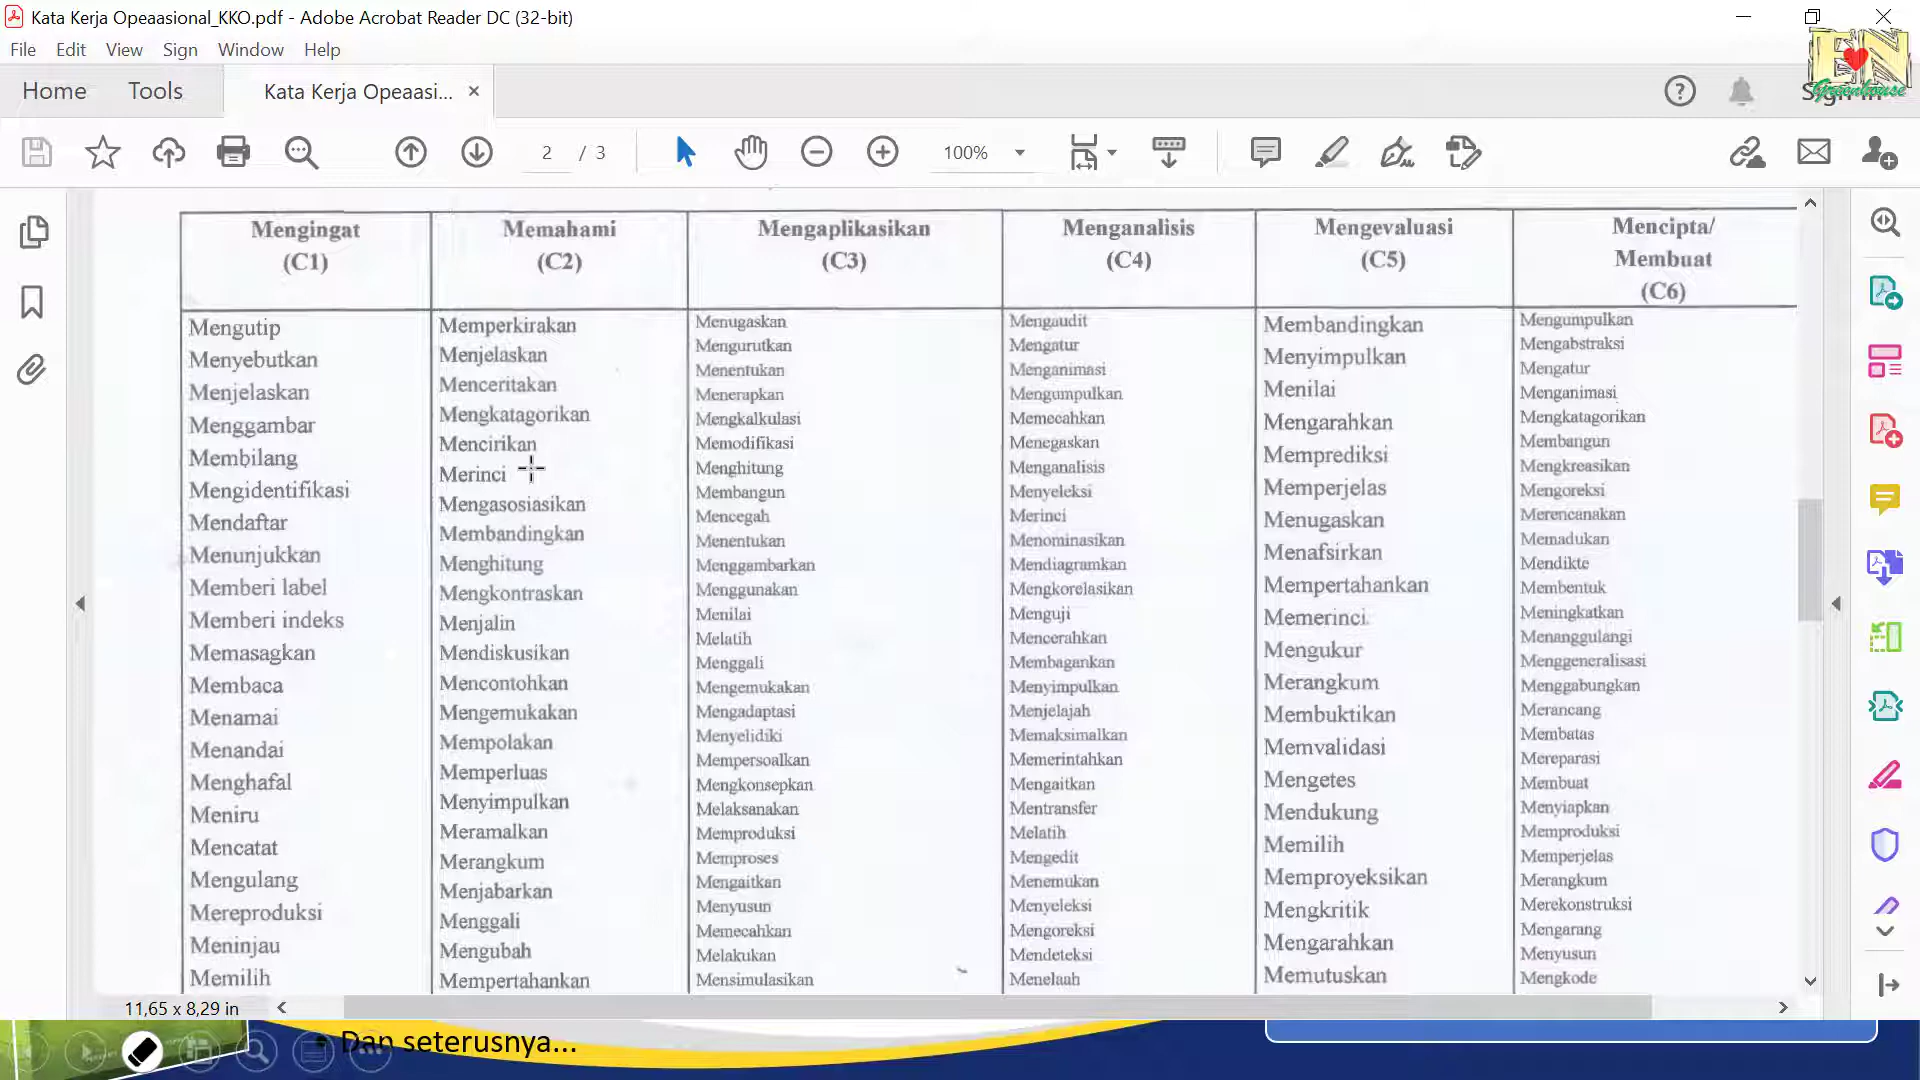 Kata Kerja Opeaasional_KKO.pdf - Adobe Acrobat Reader DC (32-bit)
File Edit View Sign Window Help
Home Tools Kata Kerja Opeaasi... Sign In
EN
Greenhouse
2 / 3 100%
Mengingat
(C1)
Memahami
(C2)
Mengaplikasikan
(C3)
Menganalisis
(C4)
Mengevaluasi
(C5)
Mencipta/
Membuat
(C6)
Mengutip
Menyebutkan
Menjelaskan
Menggambar
Membilang
Mengidentifikasi
Mendaftar
Menunjukkan
Memberi label
Memberi indeks
Memasagkan
Membaca
Menamai
Menandai
Menghafal
Meniru
Mencatat
Mengulang
Mereproduksi
Meninjau
Memilih
Memperkirakan
Menjelaskan
Menceritakan
Mengkatagorikan
Mencirikan
Merinci
Mengasosiasikan
Membandingkan
Menghitung
Mengkontraskan
Menjalin
Mendiskusikan
Mencontohkan
Mengemukakan
Mempolakan
Memperluas
Menyimpulkan
Meramalkan
Merangkum
Menjabarkan
Menggali
Mengubah
Mempertahankan
Menugaskan
Mengurutkan
Menentukan
Menerapkan
Mengkalkulasi
Memodifikasi
Menghitung
Membangun
Mencegah
Menentukan
Menggambarkan
Menggunakan
Menilai
Melatih
Menggali
Mengemukakan
Mengadaptasi
Menyelidiki
Mempersoalkan
Mengkonsepkan
Melaksanakan
Memproduksi
Memproses
Mengaitkan
Menyusun
Memecahkan
Melakukan
Mensimulasikan
Mengaudit
Mengatur
Menganimasi
Mengumpulkan
Memecahkan
Menegaskan
Menganalisis
Menyeleksi
Merinci
Menominasikan
Mendiagramkan
Mengkorelasikan
Menguji
Mencerahkan
Membagankan
Menyimpulkan
Menjelajah
Memaksimalkan
Memerintahkan
Mengaitkan
Mentransfer
Melatih
Mengedit
Menemukan
Menyeleksi
Mengoreksi
Mendeteksi
Menelaah
Membandingkan
Menyimpulkan
Menilai
Mengarahkan
Memprediksi
Memperjelas
Menugaskan
Menafsirkan
Mempertahankan
Memerinci
Mengukur
Merangkum
Membuktikan
Memvalidasi
Mengetes
Mendukung
Memilih
Memproyeksikan
Mengkritik
Mengarahkan
Memutuskan
Mengumpulkan
Mengabstraksi
Mengatur
Menganimasi
Mengkatagorikan
Membangun
Mengkreasikan
Mengoreksi
Merencanakan
Memadukan
Mendikte
Membentuk
Meningkatkan
Menanggulangi
Menggeneralisasi
Menggabungkan
Merancang
Membatas
Mereparasi
Membuat
Menyiapkan
Memproduksi
Memperjelas
Merangkum
Merekonstruksi
Mengarang
Menyusun
Mengkode
11,65 x 8,29 in
• Dan seterusnya...